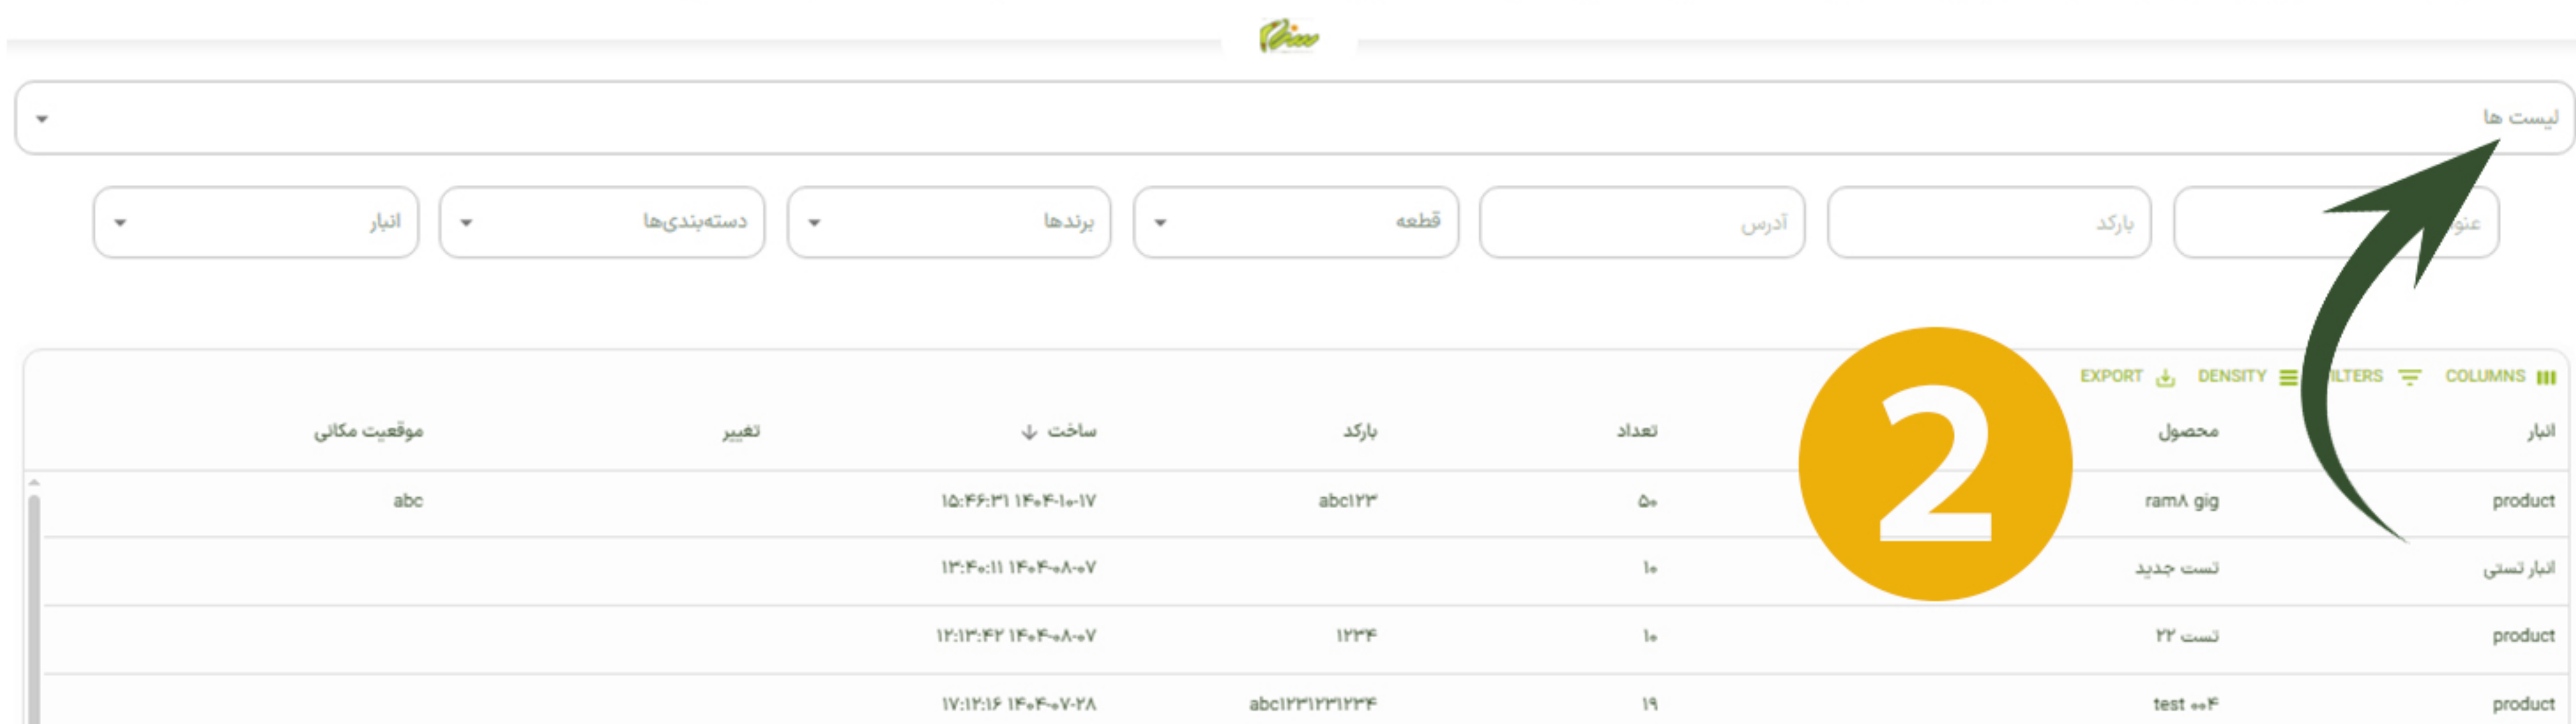 لیست ها
بارکد آدرس قطعه برندها دسته‌بندی‌ها انبار
COLUMNS DENSITY EXPORT
2
انبار محصول تعداد بارکد ساخت تغییر موقعیت مکانی
product ram۸ gig ۵۰ abc۱۲۳ ۱۵:۴۶:۳۱ ۱۴۰۴-۱۰-۱۷ abc
انبار تستی تست جدید ۱۰ ۱۳:۴۰:۱۱ ۱۴۰۴-۰۸-۰۷
product تست ۲۲ ۱۰ ۱۲۳۴ ۱۲:۱۳:۴۲ ۱۴۰۴-۰۸-۰۷
product test ۰۰۴ ۱۹ abc۱۲۳۱۲۳۱۲۳۴ ۱۷:۱۲:۱۶ ۱۴۰۴-۰۷-۲۸